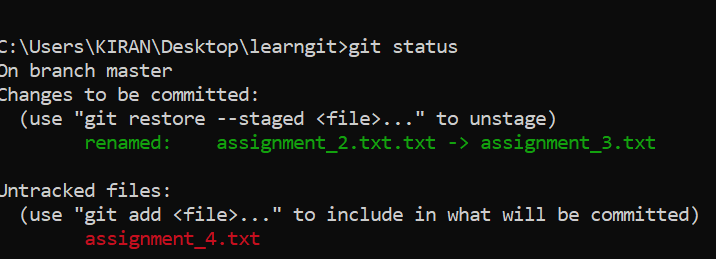 C:\Users\KIRAN\Desktop\learngit>git status
On branch master
Changes to be committed:
  (use "git restore --staged <file>..." to unstage)
        renamed:    assignment_2.txt.txt -> assignment_3.txt

Untracked files:
  (use "git add <file>..." to include in what will be committed)
        assignment_4.txt